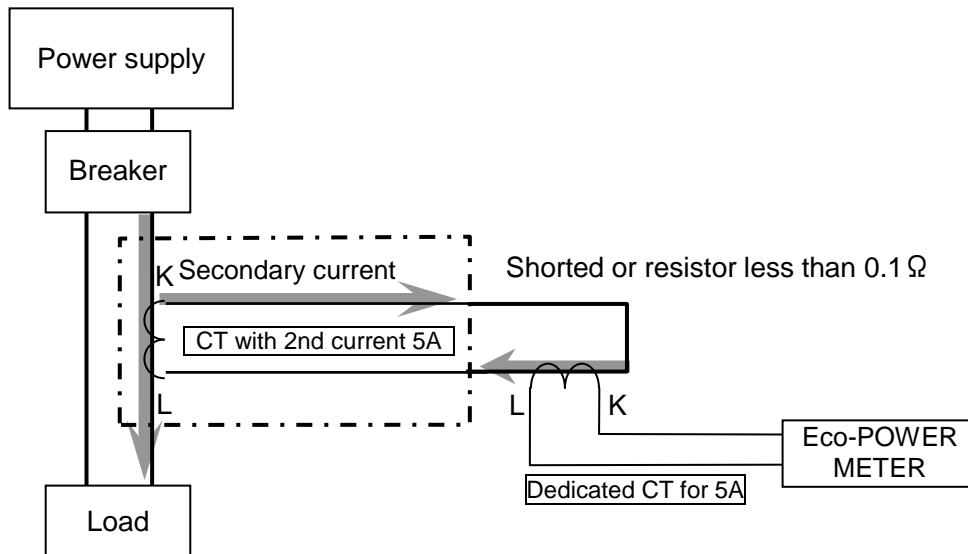 Power supply
Breaker
K
Secondary current
Shorted or resistor less than 0.1Ω
CT with 2nd current 5A
L
L
K
Eco-POWER
METER
Dedicated CT for 5A
Load